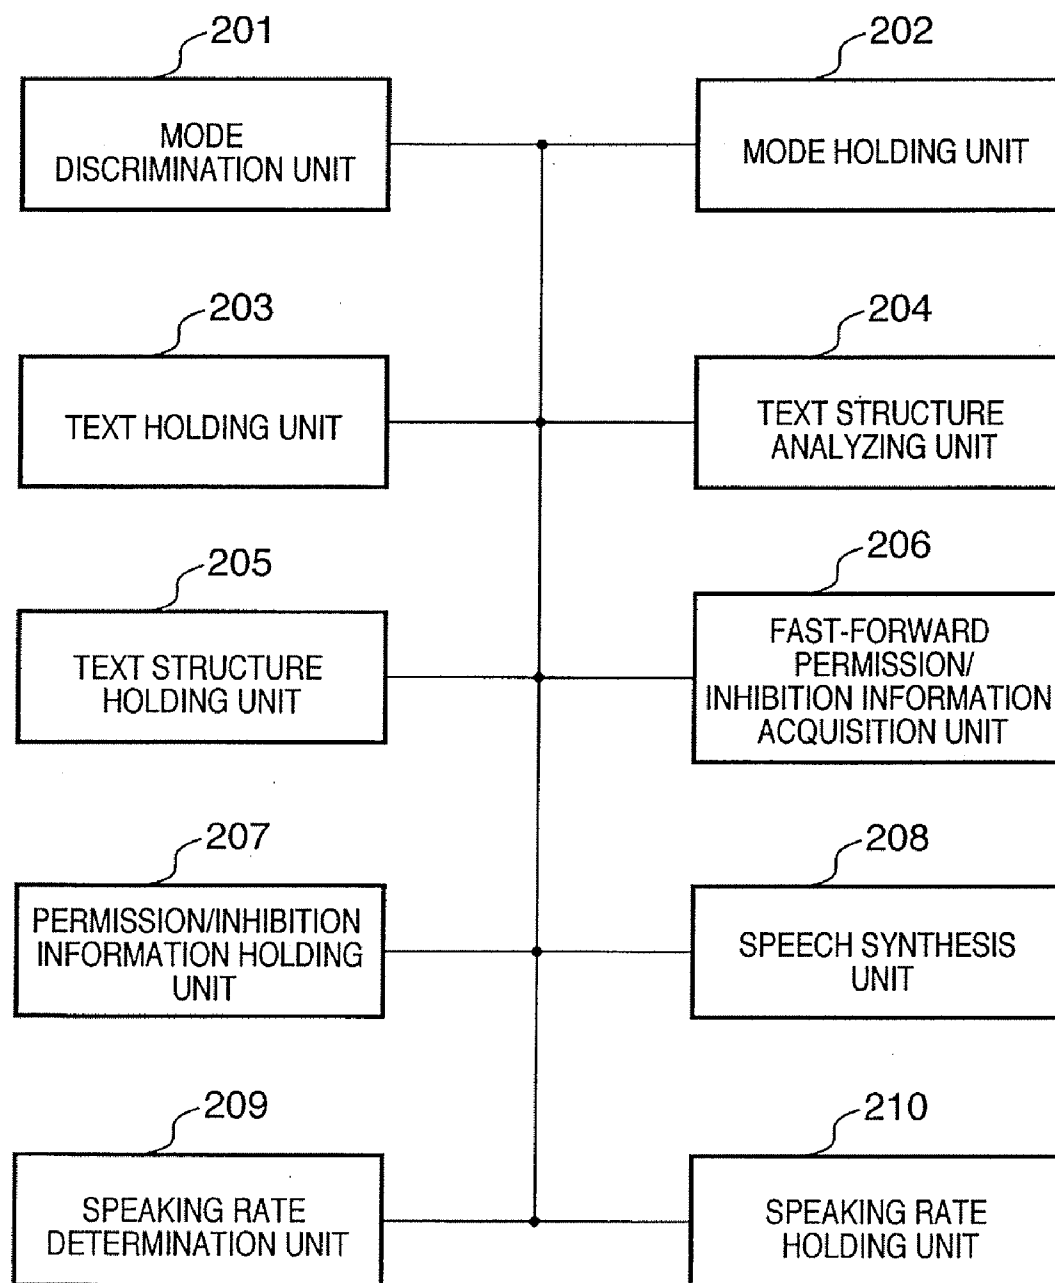 201
MODE
DISCRIMINATION UNIT
202
MODE HOLDING UNIT
203
TEXT HOLDING UNIT
204
TEXT STRUCTURE
ANALYZING UNIT
205
TEXT STRUCTURE
HOLDING UNIT
206
FAST-FORWARD
PERMISSION/
INHIBITION INFORMATION
ACQUISITION UNIT
207
PERMISSION/INHIBITION
INFORMATION HOLDING
UNIT
208
SPEECH SYNTHESIS
UNIT
209
SPEAKING RATE
DETERMINATION UNIT
210
SPEAKING RATE
HOLDING UNIT